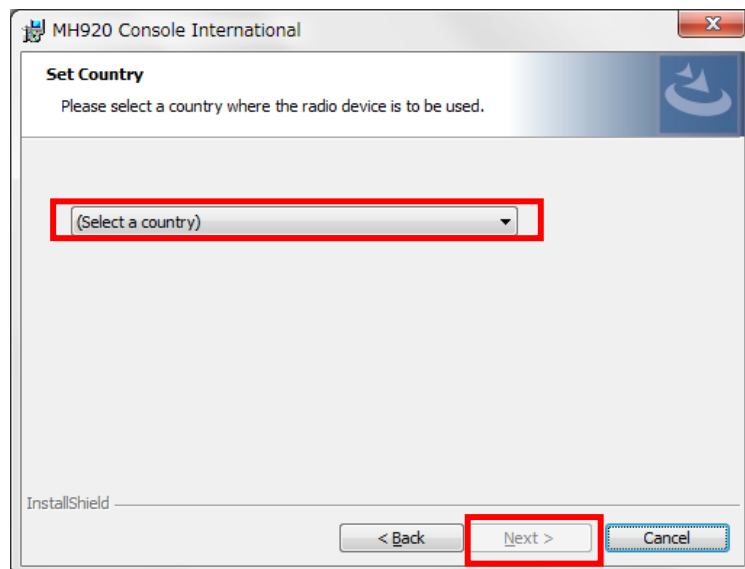 MH920 Console International
Set Country
Please select a country where the radio device is to be used.
(Select a country)
InstallShield
< Back
Next >
Cancel